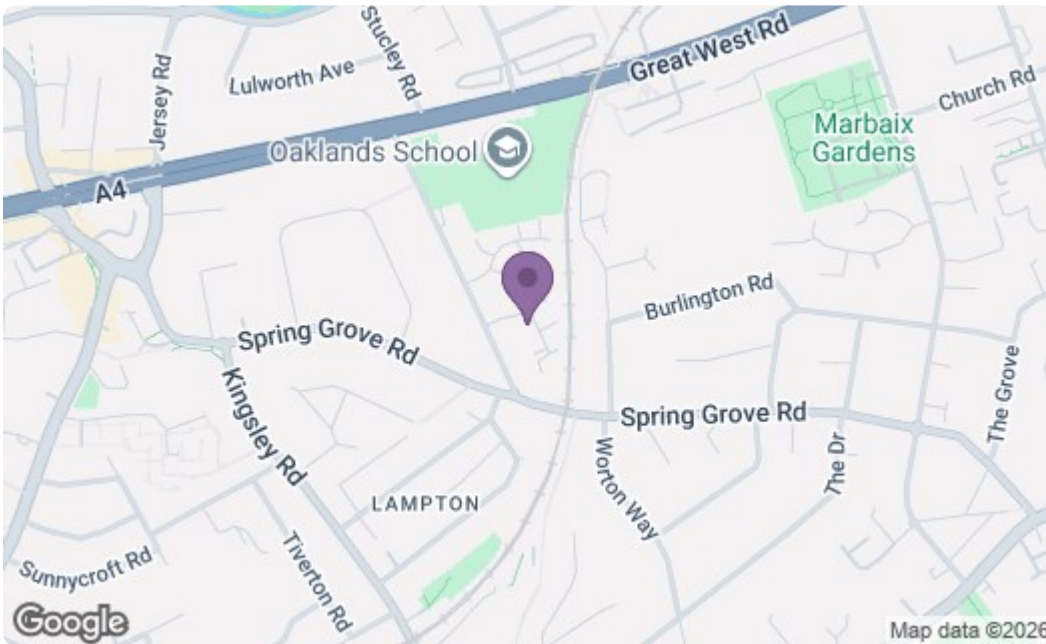 Stucley Rd
Great West Rd
Jersey Rd
Lulworth Ave
Church Rd
Oaklands School
Marbaix
Gardens
A4
Burlington Rd
Spring Grove Rd
The Grove
Kingsley Rd
Spring Grove Rd
The Dr
Worton Way
LAMPTON
Sunnycroft Rd
Tiverton Rd
Google
Map data ©2026